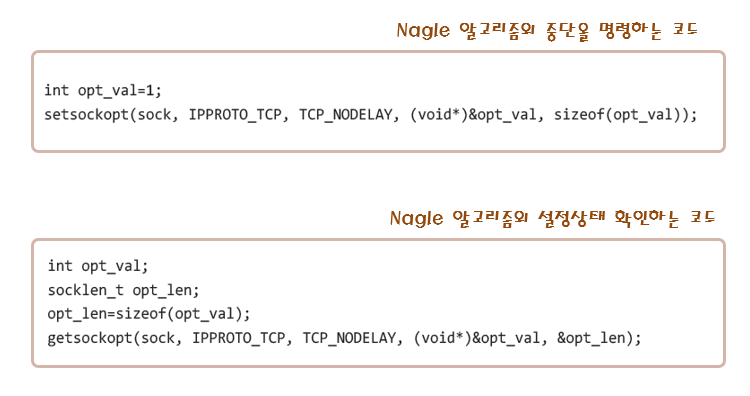 Nagle 알고리즘의 중단을 명령하는 코드
int opt_val=1;
setsockopt(sock, IPPROTO_TCP, TCP_NODELAY, (void*)&opt_val, sizeof(opt_val));
Nagle 알고리즘의 설정상태 확인하는 코드
int opt_val;
socklen_t opt_len;
opt_len=sizeof(opt_val);
getsockopt(sock, IPPROTO_TCP, TCP_NODELAY, (void*)&opt_val, &opt_len);